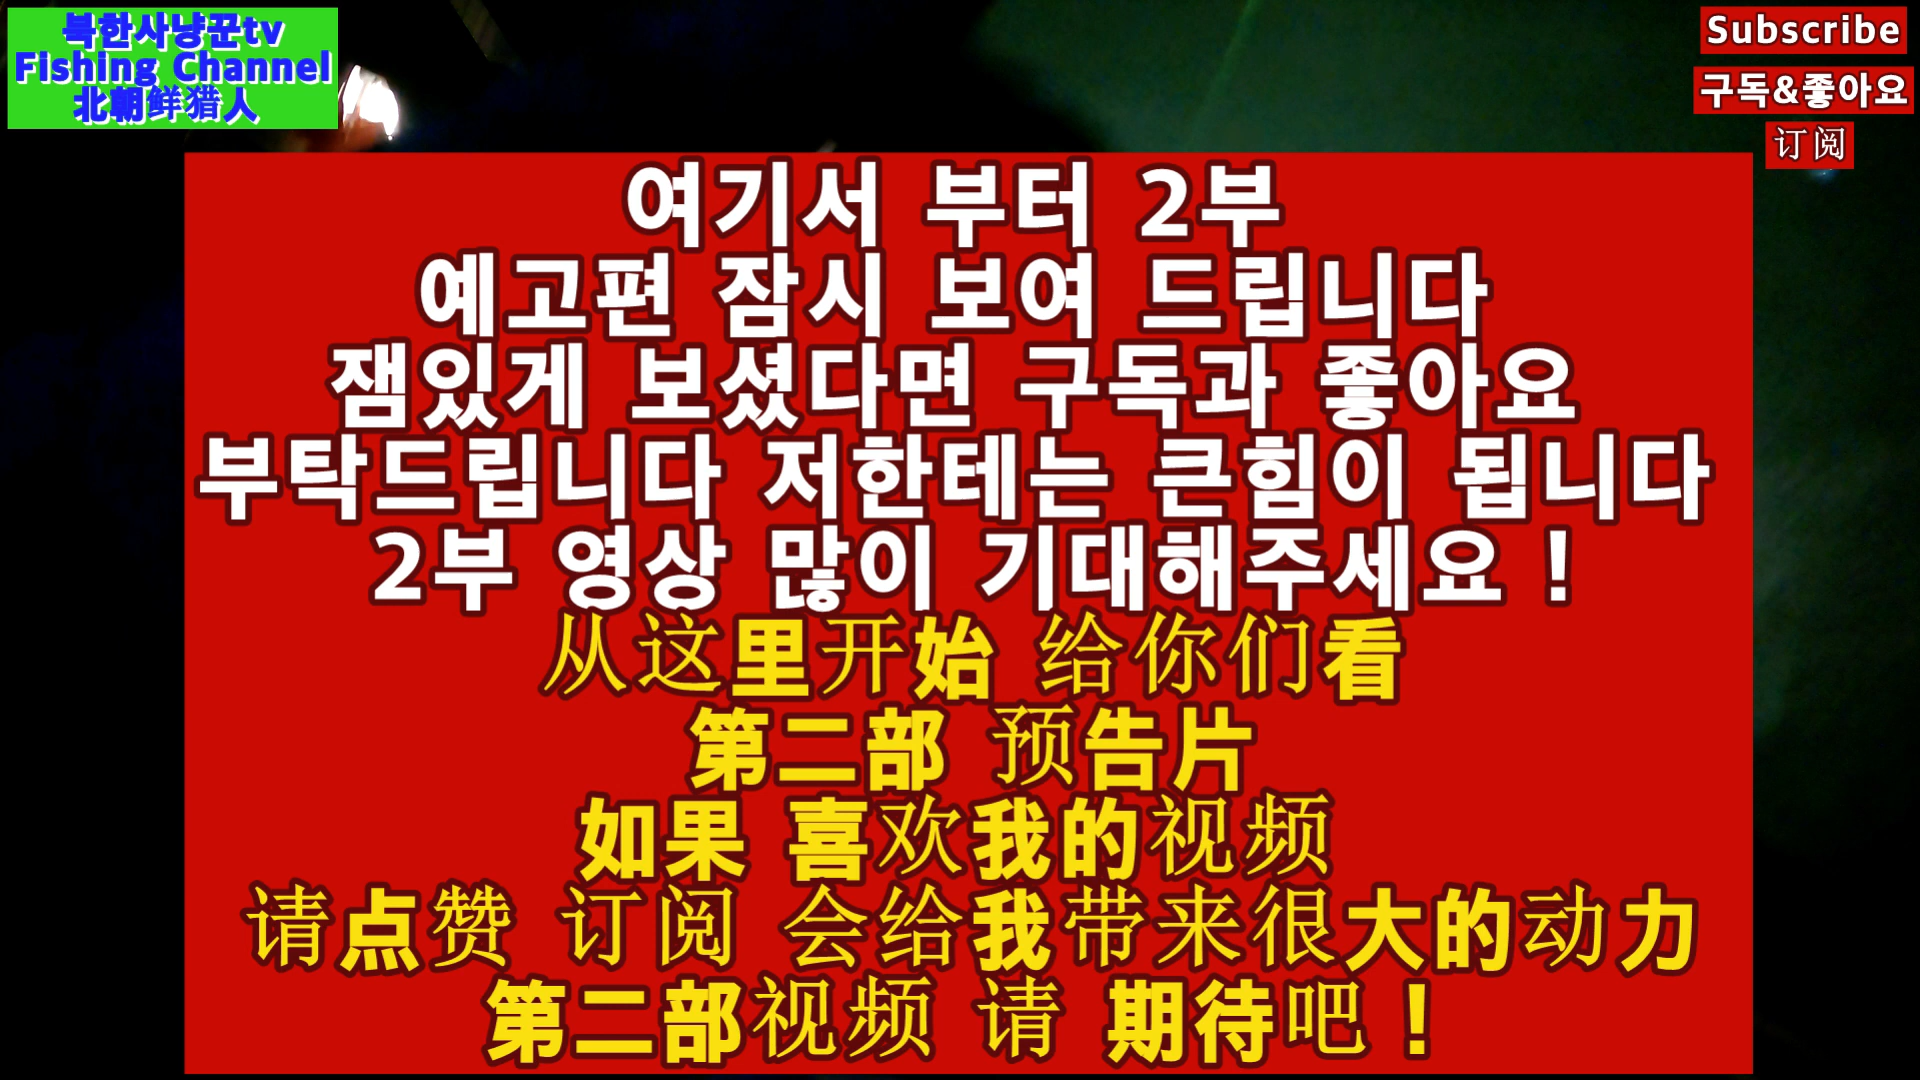 북한사냥꾼tv
Fishing Channel
北朝鲜猎人
Subscribe
구독&좋아요
订阅
여기서 부터 2부
예고편 잠시 보여 드립니다
잼있게 보셨다면 구독과 좋아요
부탁드립니다 저한테는 큰힘이 됩니다
2부 영상 많이 기대해주세요 !
从这里开始 给你们看
第二部 预告片
如果 喜欢我的视频
请点赞 订阅 会给我带来很大的动力
第二部视频 请 期待吧 !